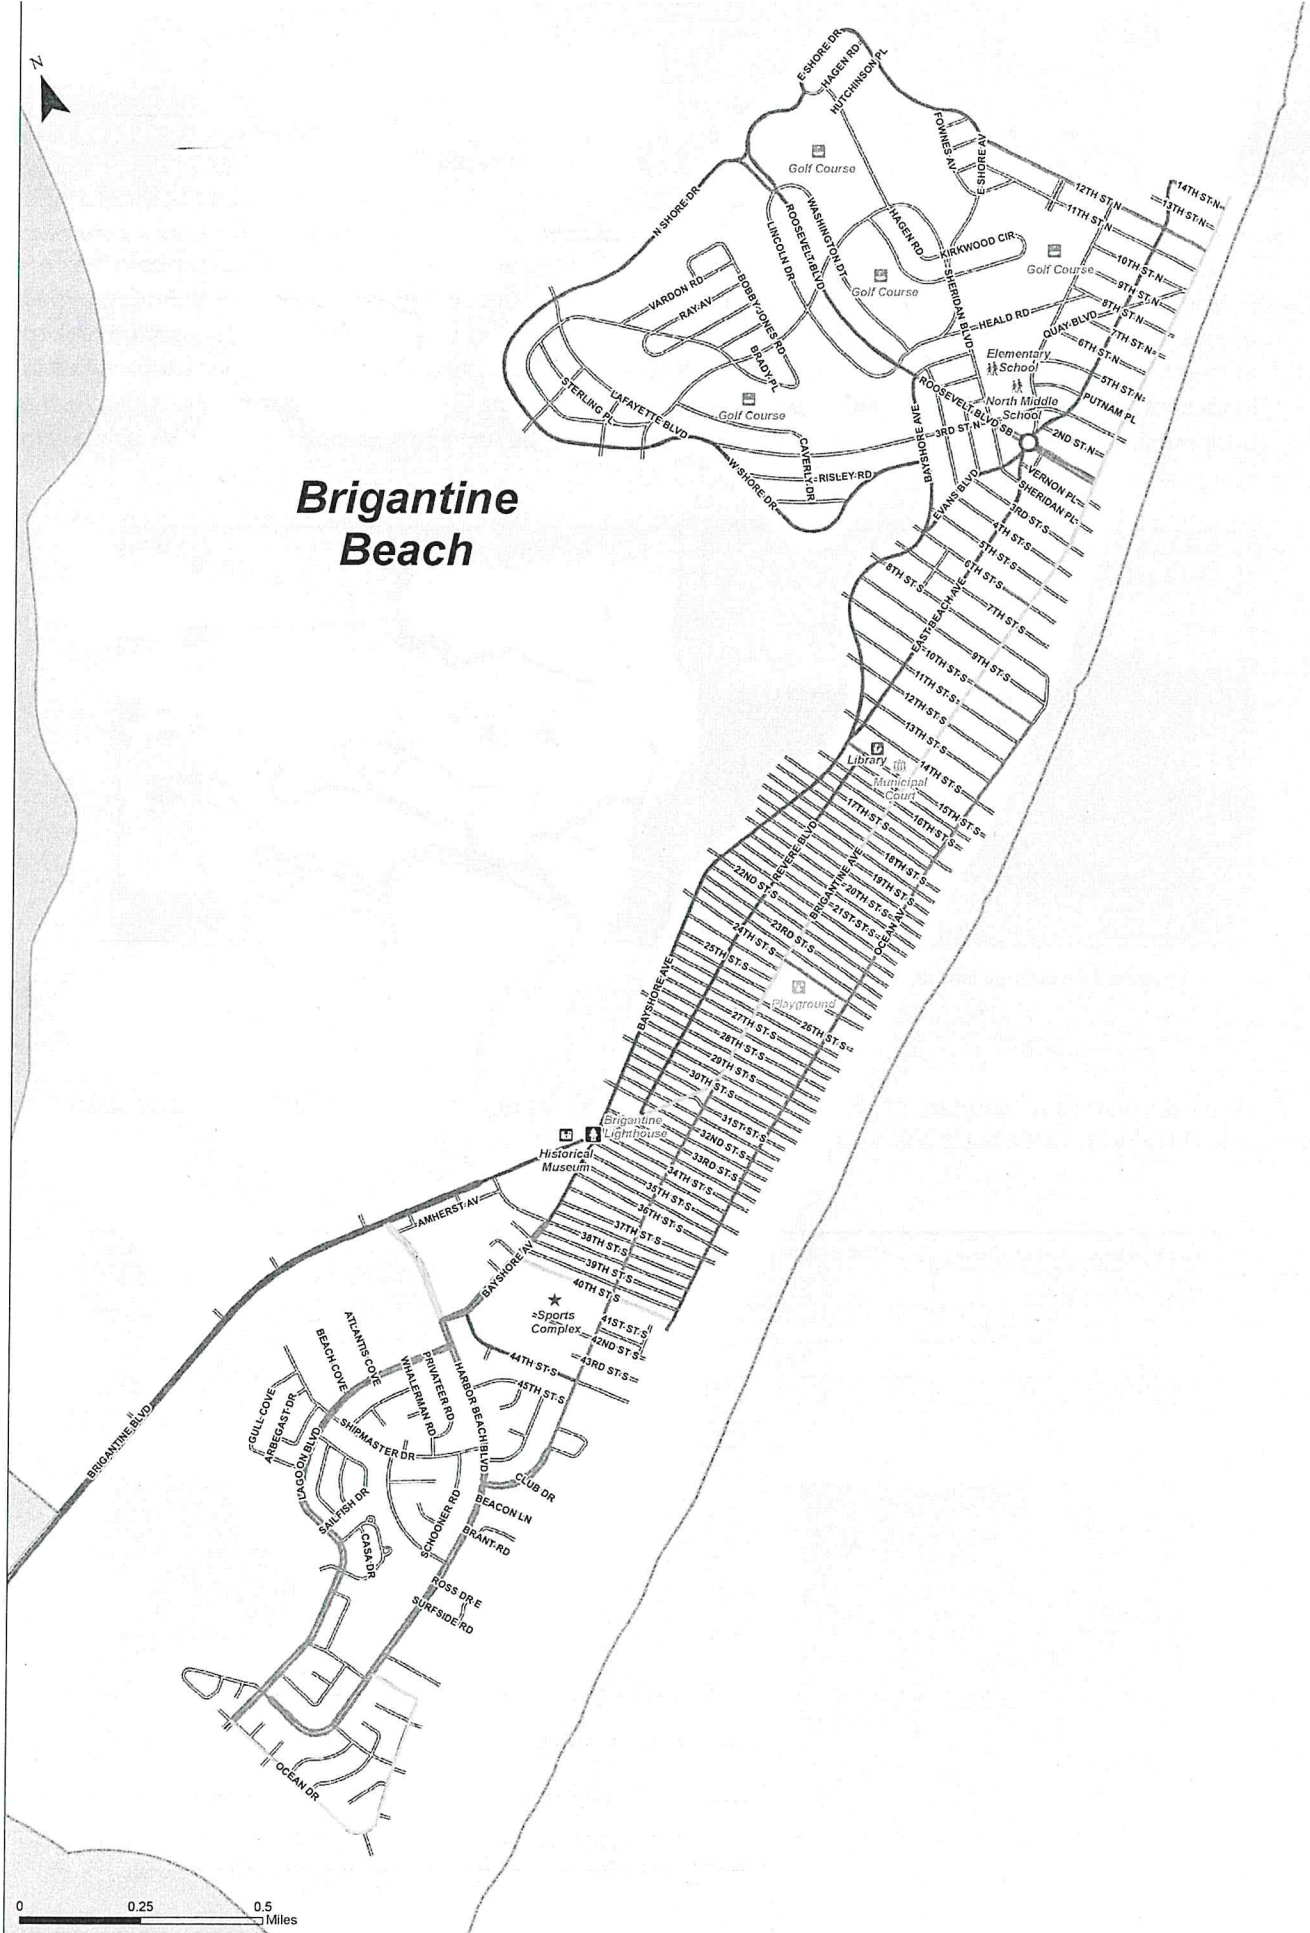 N
E SHORE DR
HAGEN RD
HUTCHINSON PL
FOWNES AV
E SHORE AV
Golf Course
12TH ST N
11TH ST N
14TH ST N
13TH ST N
N SHORE DR
ROOSEVELT BLVD
WASHINGTON DT
LINCOLN DR
HAGEN RD
KIRKWOOD CIR
Golf Course
10TH ST N
9TH ST N
8TH ST N
VARDON RD
RAY AV
BOBBY JONES RD
BRADY PL
Golf Course
SHERIDAN BLVD
HEALD RD
QUAY BLVD
7TH ST N
6TH ST N
Elementary
School
5TH ST N
PUTNAM PL
North Middle
School
STERLING PL
LAFAYETTE BLVD
Golf Course
ROOSEVELT BLVD SB
BAYSHORE AVE
3RD ST N
2ND ST N
W SHORE DR
CAVERLY DR
RISLEY RD
EVANS BLVD
VERNON PL
SHERIDAN PL
Brigantine
Beach
3RD ST S
4TH ST S
5TH ST S
6TH ST S
8TH ST S
7TH ST S
EAST BEACH AVE
9TH ST S
10TH ST S
11TH ST S
12TH ST S
13TH ST S
Library
14TH ST S
Municipal
Court
15TH ST S
17TH ST S
16TH ST S
REVERE BLVD
BRIGANTINE AVE
18TH ST S
19TH ST S
22ND ST S
20TH ST S
21ST ST S
OCEAN AV
23RD ST S
24TH ST S
25TH ST S
BAYSHORE AVE
Playground
27TH ST S
26TH ST S
28TH ST S
29TH ST S
30TH ST S
Brigantine
Lighthouse
31ST ST S
32ND ST S
Historical
Museum
33RD ST S
34TH ST S
35TH ST S
36TH ST S
AMHERST AV
37TH ST S
38TH ST S
BAYSHORE AV
39TH ST S
40TH ST S
Sports
Complex
41ST ST S
42ND ST S
43RD ST S
44TH ST S
45TH ST S
ATLANTIS COVE
BEACH COVE
WHALERMAN RD
PRIVATEER RD
HARBOR BEACH BLVD
GULL COVE
ARBEGAST DR
LAGOON BLVD
SHIPMASTER DR
BRIGANTINE BLVD
SAILFISH DR
CASA DR
SCHOONER RD
CLUB DR
BEACON LN
BRANT RD
ROSS DR E
SURFSIDE RD
OCEAN DR
0 0.25 0.5
Miles